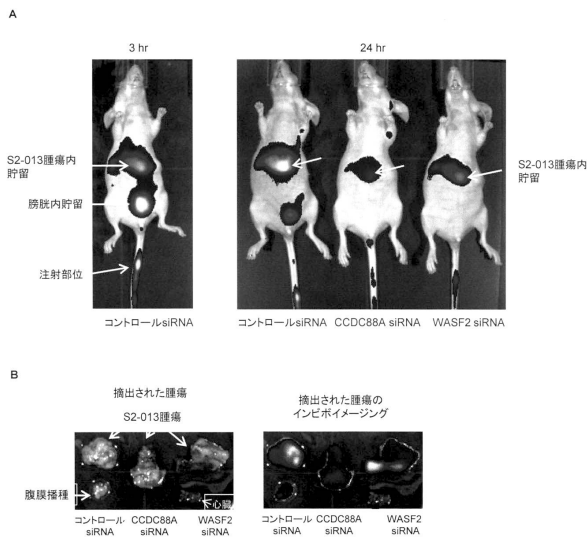 A
3 hr
24 hr
S2-013腫瘍内
貯留
膀胱内貯留
注射部位
S2-013腫瘍内
貯留
コントロールsiRNA
コントロールsiRNA
CCDC88A siRNA
WASF2 siRNA
B
摘出された腫瘍
S2-013腫瘍
摘出された腫瘍の
インビボイメージング
腹膜播種
心臓
コントロール
siRNA
CCDC88A
siRNA
WASF2
siRNA
コントロール
siRNA
CCDC88A
siRNA
WASF2
siRNA